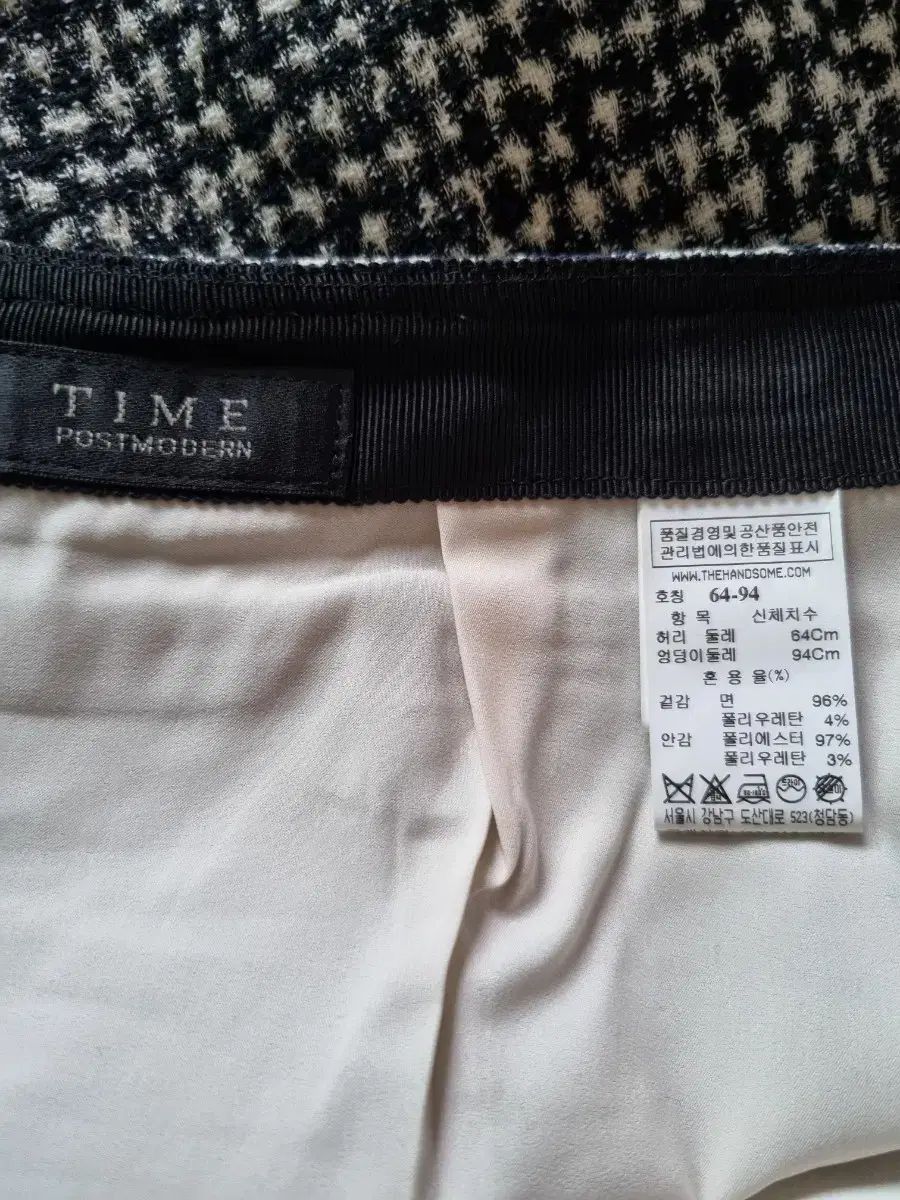 TIME
POSTMODERN
품질경영및공산품안전
관리법에의한품질표시
WWW.THEHANDSOME.COM
호칭 64-94
항 목 신체치수
허리 둘레 64Cm
엉덩이둘레 94Cm
혼 용 율(%)
겉감 면 96%
폴리우레탄 4%
안감 폴리에스터 97%
폴리우레탄 3%
드라이
서울시 강남구 도산대로 523(청담동)